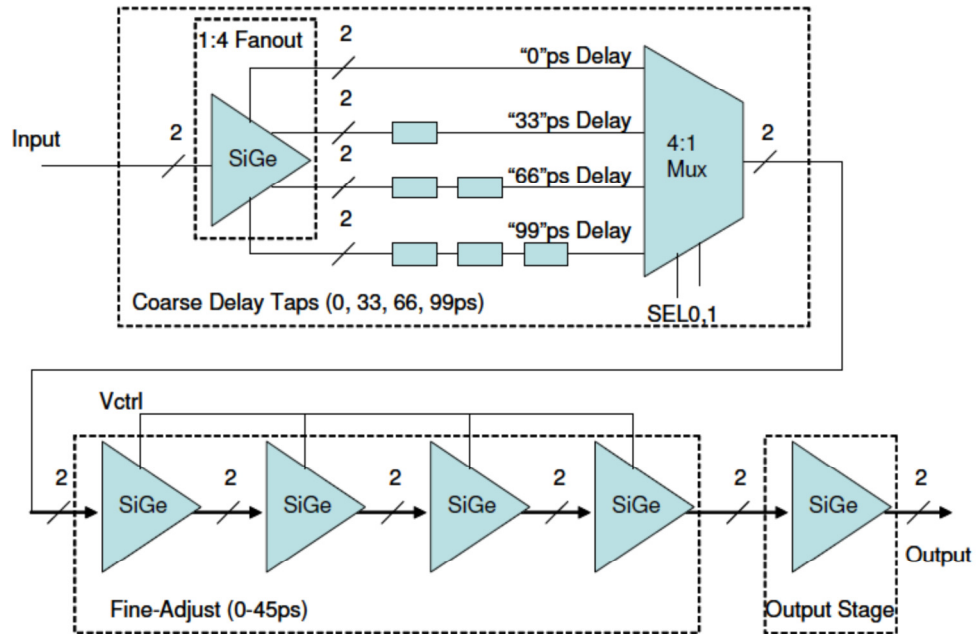 1:4 Fanout
2
"0"ps Delay
2
"33"ps Delay
Input
2
SiGe
2
"66"ps Delay
4:1
Mux
2
2
"99"ps Delay
Coarse Delay Taps (0, 33, 66, 99ps)
SEL0,1
Vctrl
2
SiGe
2
SiGe
2
SiGe
2
SiGe
2
SiGe
2
Output
Fine-Adjust (0-45ps)
Output Stage